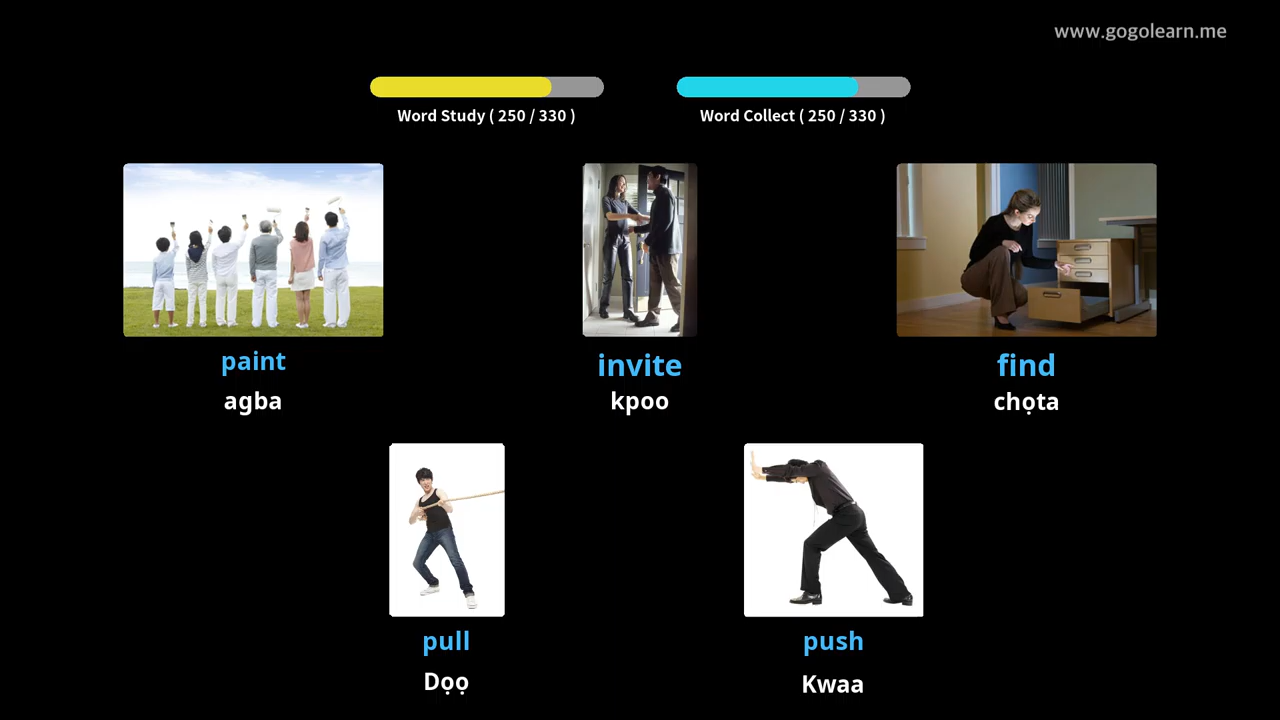 www.gogolearn.me
Word Study ( 250 / 330 )
Word Collect ( 250 / 330 )
paint
agba
invite
kpoo
find
chọta
pull
Dọọ
push
Kwaa